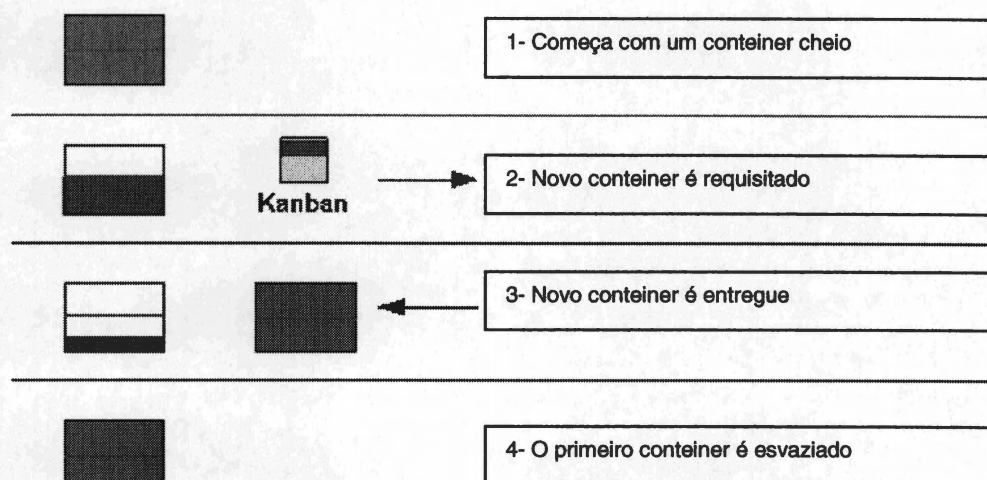 1- Começa com um conteiner cheio
2- Novo conteiner é requisitado
Kanban
3- Novo conteiner é entregue
4- O primeiro conteiner é esvaziado